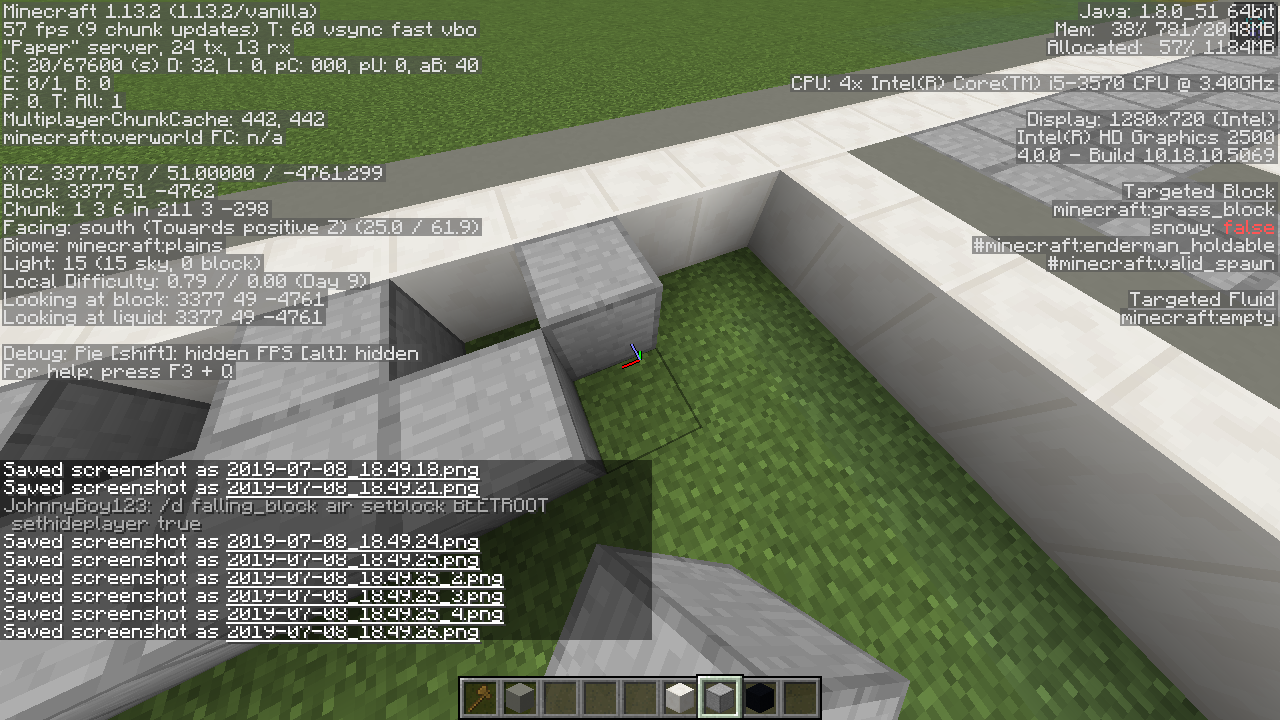 Minecraft 1.13.2 (1.13.2/vanilla)
57 fps (9 chunk updates) T: 60 vsync fast vbo
"Paper" server, 24 tx, 13 rx
C: 20/67600 (s) D: 32, L: 0, pC: 000, pU: 0, aB: 40
E: 0/1, B: 0
P: 0. T: All: 1
MultiplayerChunkCache: 442, 442
minecraft:overworld FC: n/a
XYZ: 3377.767 / 51.00000 / -4761.299
Block: 3377 51 -4762
Chunk: 1 3 6 in 211 3 -298
Facing: south (Towards positive Z) (25.0 / 61.9)
Biome: minecraft:plains
Light: 15 (15 sky, 0 block)
Local Difficulty: 0.79 // 0.00 (Day 9)
Looking at block: 3377 49 -4761
Looking at liquid: 3377 49 -4761
Debug: Pie [shift]: hidden FPS [alt]: hidden
For help: press F3 + Q
Java: 1.8.0_51 64bit
Mem: 38% 781/2048MB
Allocated: 57% 1184MB
CPU: 4x Intel(R) Core(TM) i5-3570 CPU @ 3.40GHz
Display: 1280x720 (Intel)
Intel(R) HD Graphics 2500
4.0.0 - Build 10.18.10.5069
Targeted Block
minecraft:grass_block
snowy: false
#minecraft:enderman_holdable
#minecraft:valid_spawn
Targeted Fluid
minecraft:empty
Saved screenshot as 2019-07-08_18.49.18.png
Saved screenshot as 2019-07-08_18.49.21.png
JohnnyBoy123: /d falling_block air setblock BEETROOT
sethideplayer true
Saved screenshot as 2019-07-08_18.49.24.png
Saved screenshot as 2019-07-08_18.49.25.png
Saved screenshot as 2019-07-08_18.49.25_2.png
Saved screenshot as 2019-07-08_18.49.25_3.png
Saved screenshot as 2019-07-08_18.49.25_4.png
Saved screenshot as 2019-07-08_18.49.26.png